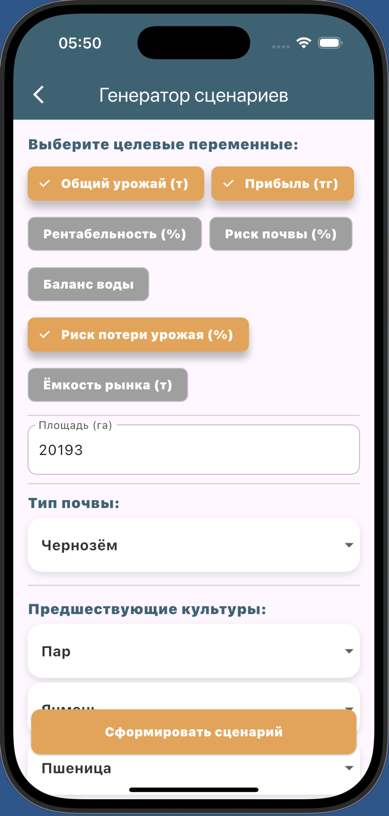 05:50
Генератор сценариев
Выберите целевые переменные:
Общий урожай (т) Прибыль (тг)
Рентабельность (%) Риск почвы (%)
Баланс воды
Риск потери урожая (%)
Ёмкость рынка (т)
Площадь (га)
20193
Тип почвы:
Чернозём
Предшествующие культуры:
Пар
Ячмень
Сформировать сценарий
Пшеница